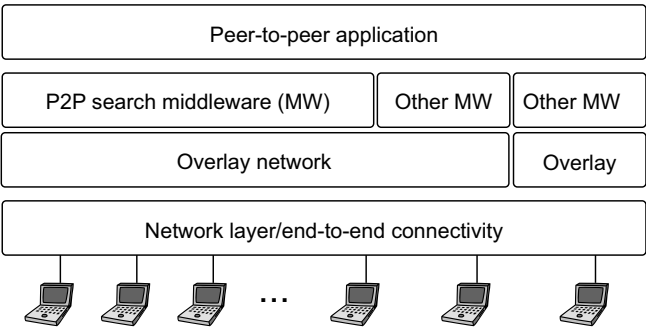 Peer-to-peer application
P2P search middleware (MW)
Other MW
Other MW
Overlay network
Overlay
Network layer/end-to-end connectivity
...